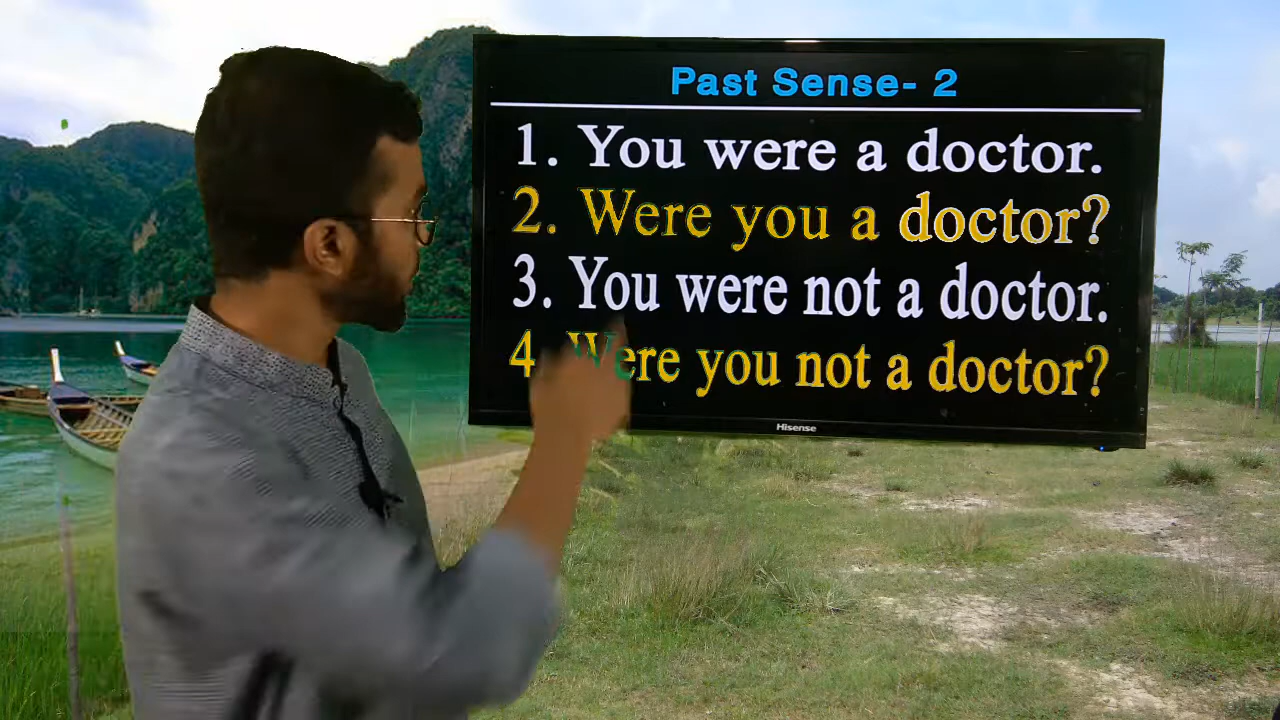 Past Sense- 2
1. You were a doctor.
2. Were you a doctor?
3. You were not a doctor.
4. Were you not a doctor?
Hisense